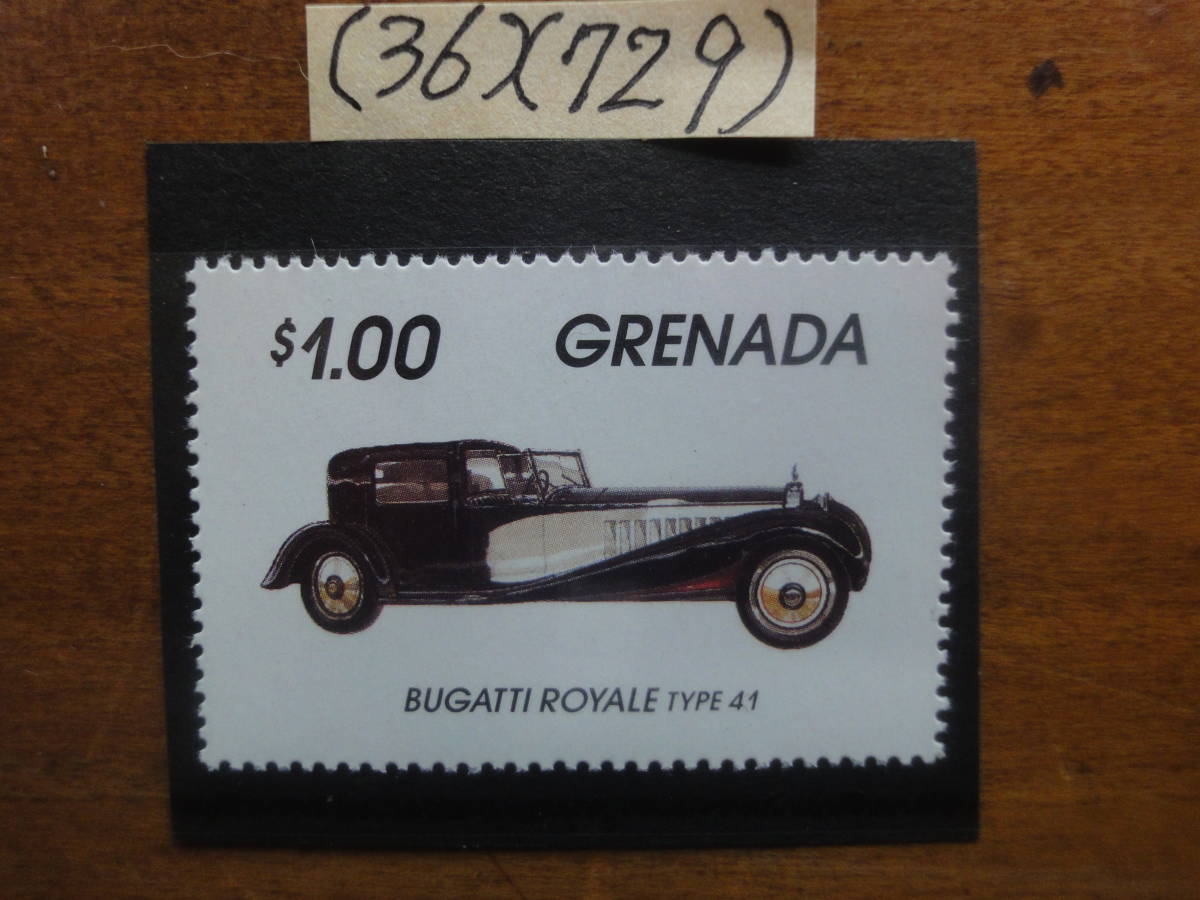 (36)(729)
$1.00 GRENADA
BUGATTI ROYALE TYPE 41